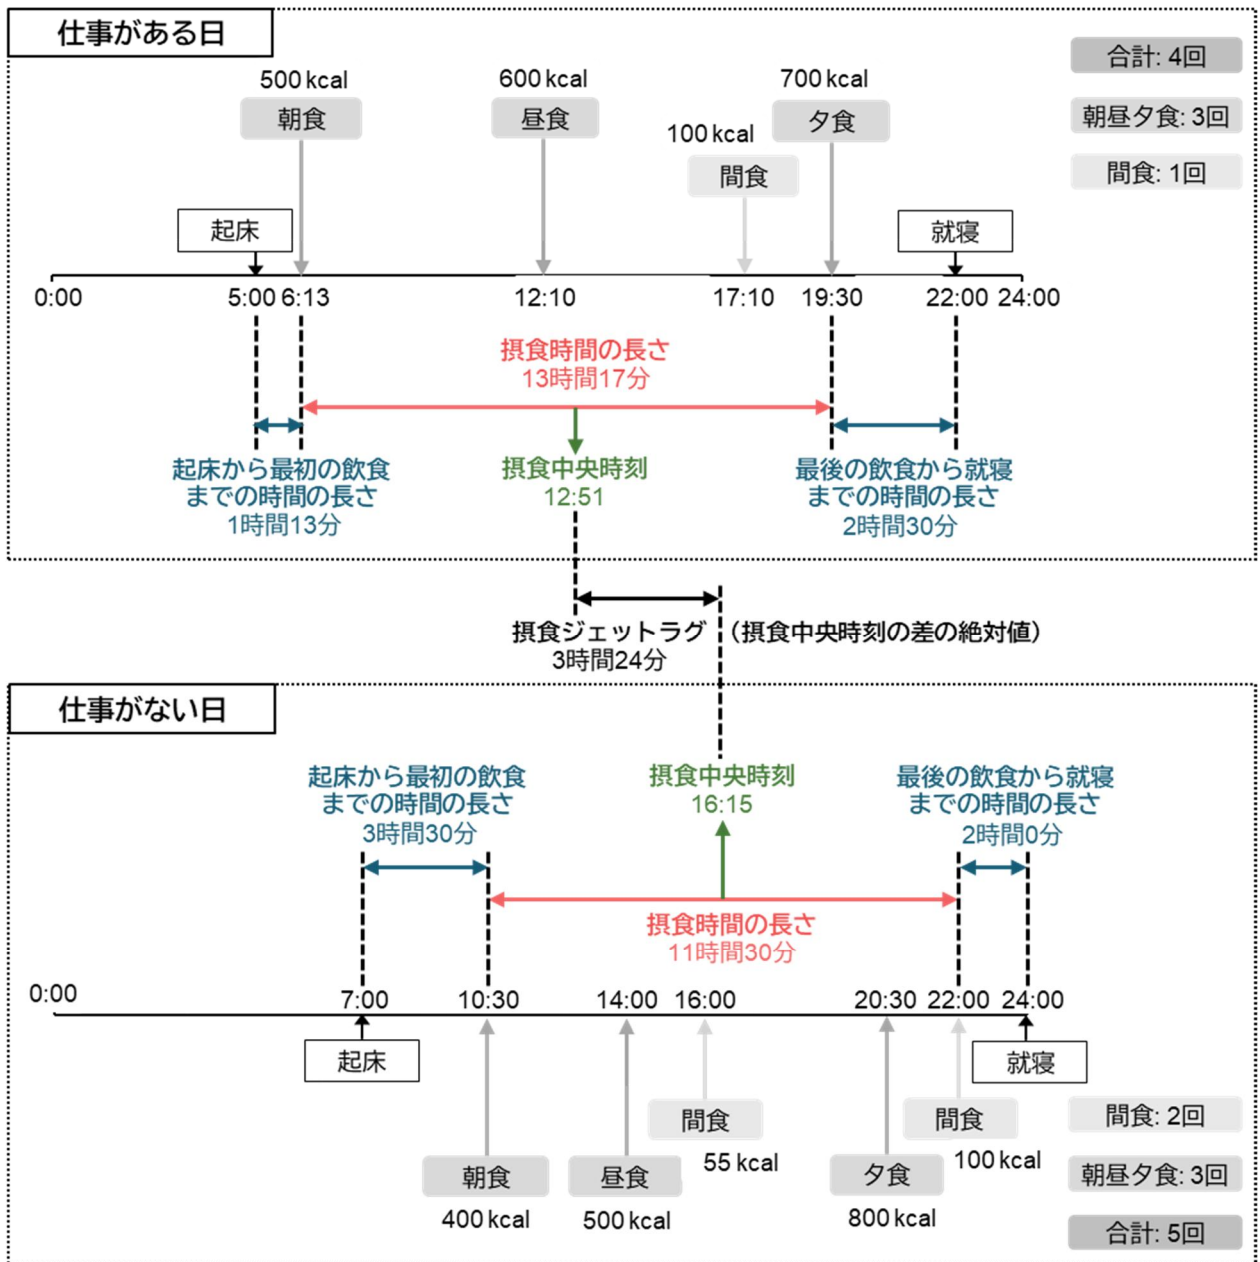 仕事がある日
合計: 4回
朝昼夕食: 3回
間食: 1回
500 kcal
600 kcal
700 kcal
朝食
昼食
夕食
100 kcal
間食
起床
就寝
0:00
5:00
6:13
12:10
17:10
19:30
22:00
24:00
摂食時間の長さ
13時間17分
起床から最初の飲食
までの時間の長さ
1時間13分
摂食中央時刻
12:51
最後の飲食から就寝
までの時間の長さ
2時間30分
摂食ジェットラグ（摂食中央時刻の差の絶対値）
3時間24分
仕事がない日
起床から最初の飲食
までの時間の長さ
3時間30分
摂食中央時刻
16:15
最後の飲食から就寝
までの時間の長さ
2時間0分
摂食時間の長さ
11時間30分
0:00
7:00
10:30
14:00
16:00
20:30
22:00
24:00
起床
就寝
間食
55 kcal
間食
100 kcal
朝食
400 kcal
昼食
500 kcal
夕食
800 kcal
間食: 2回
朝昼夕食: 3回
合計: 5回